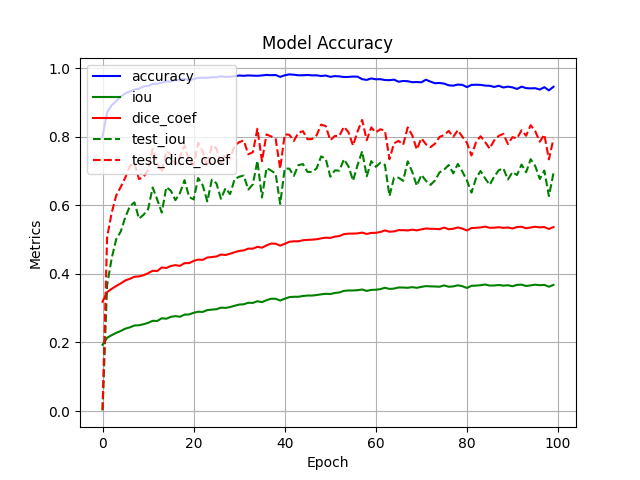 Model Accuracy
1.0
0.8
0.6
0.4
0.2
0.0
Metrics
accuracy
iou
dice_coef
test_iou
test_dice_coef
0 20 40 60 80 100
Epoch